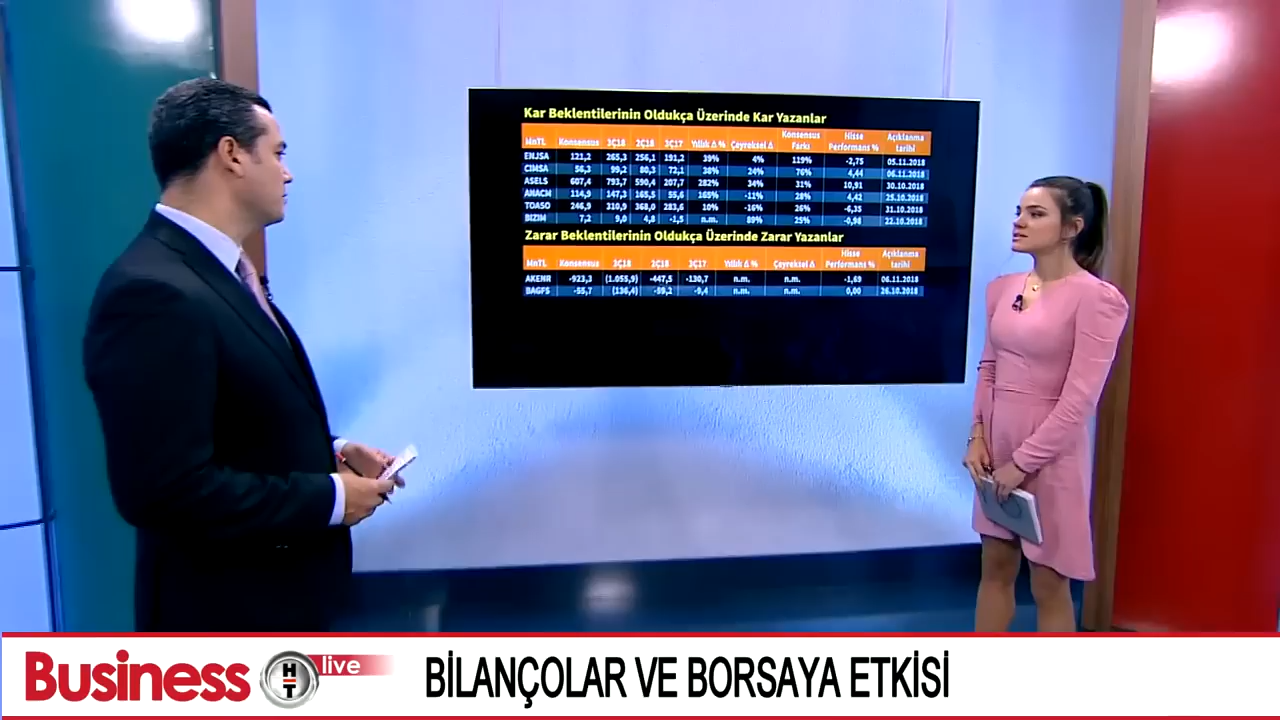 Kar Beklentilerinin Oldukça Üzerinde Kar Yazanlar
MnTL Konsensus 3Ç18 2Ç18 3Ç17 Yıllık Δ % Çeyreksel Δ Konsensus Farkı Hisse Performans % Açıklanma tarihi
ENJSA 121,2 265,3 256,1 191,2 39% 4% 119% -2,75 05.11.2018
CIMSA 56,3 99,2 80,3 72,1 38% 24% 76% 4,44 06.11.2018
ASELS 607,4 793,7 590,4 207,7 282% 34% 31% 10,91 30.10.2018
ANACM 114,9 147,3 165,5 55,6 165% -11% 28% 4,42 25.10.2018
TOASO 246,9 310,9 368,0 283,6 10% -16% 26% -6,35 31.10.2018
BIZIM 7,2 9,0 4,8 -1,5 n.m. 89% 25% -0,98 22.10.2018
Zarar Beklentilerinin Oldukça Üzerinde Zarar Yazanlar
MnTL Konsensus 3Ç18 2Ç18 3Ç17 Yıllık Δ % Çeyreksel Δ Hisse Performans % Açıklanma tarihi
AKENR -923,3 (1.055,9) -447,5 -130,7 n.m. n.m. -1,69 06.11.2018
BAGFS -55,7 (136,4) -59,2 -9,4 n.m. n.m. 0,00 26.10.2018
Business HT live
BİLANÇOLAR VE BORSAYA ETKİSİ